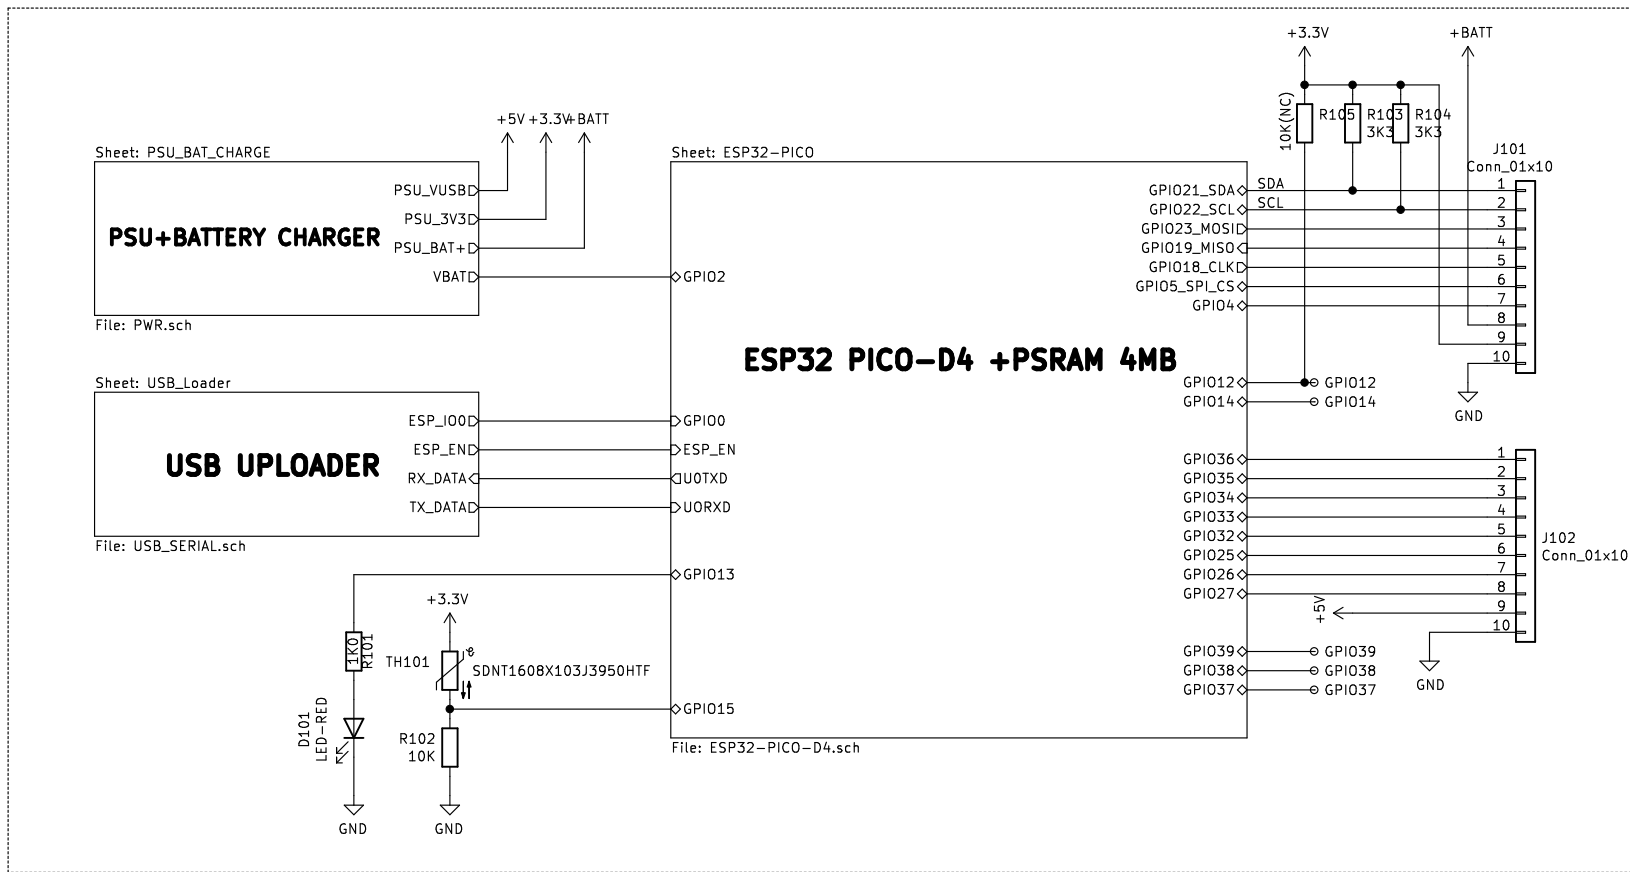 +3.3V
+BATT
10K(NC)
R105
R103
3K3
R104
3K3
J101
Conn_01x10
+5V
+3.3V
+BATT
Sheet: PSU_BAT_CHARGE
PSU_VUSB
PSU_3V3
PSU+BATTERY CHARGER
PSU_BAT+
VBAT
File: PWR.sch
Sheet: USB_Loader
ESP_IO0
ESP_EN
USB UPLOADER
RX_DATA
TX_DATA
File: USB_SERIAL.sch
Sheet: ESP32-PICO
GPIO2
GPIO0
ESP_EN
U0TXD
UORXD
GPIO13
GPIO15
ESP32 PICO-D4 +PSRAM 4MB
GPIO21_SDA
GPIO22_SCL
GPIO23_MOSI
GPIO19_MISO
GPIO18_CLK
GPIO5_SPI_CS
GPIO4
GPIO12
GPIO14
GPIO36
GPIO35
GPIO34
GPIO33
GPIO32
GPIO25
GPIO26
GPIO27
GPIO39
GPIO38
GPIO37
File: ESP32-PICO-D4.sch
SDA
SCL
1
2
3
4
5
6
7
8
9
10
GND
GPIO12
GPIO14
1
2
3
4
5
6
7
8
9
10
J102
Conn_01x10
+5V
GND
GPIO39
GPIO38
GPIO37
1K0
R101
D101
LED-RED
GND
+3.3V
TH101
SDNT1608X103J3950HTF
R102
10K
GND